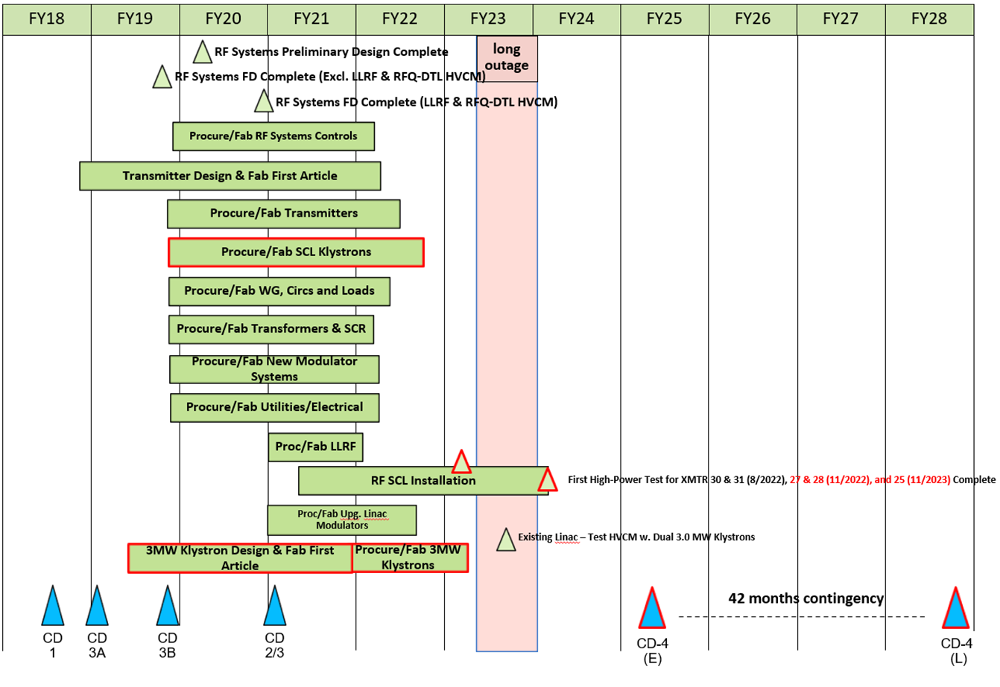 FY18 FY19 FY20 FY21 FY22 FY23 FY24 FY25 FY26 FY27 FY28
long
outage
RF Systems Preliminary Design Complete
RF Systems FD Complete (Excl. LLRF & RFQ-DTL HVCM)
RF Systems FD Complete (LLRF & RFQ-DTL HVCM)
Procure/Fab RF Systems Controls
Transmitter Design & Fab First Article
Procure/Fab Transmitters
Procure/Fab SCL Klystrons
Procure/Fab WG, Circs and Loads
Procure/Fab Transformers & SCR
Procure/Fab New Modulator
Systems
Procure/Fab Utilities/Electrical
Proc/Fab LLRF
RF SCL Installation
First High-Power Test for XMTR 30 & 31 (8/2022), 27 & 28 (11/2022), and 25 (11/2023) Complete
Proc/Fab Upg. Linac
Modulators
Existing Linac – Test HVCM w. Dual 3.0 MW Klystrons
3MW Klystron Design & Fab First
Article
Procure/Fab 3MW
Klystrons
42 months contingency
CD
1
CD
3A
CD
3B
CD
2/3
CD-4
(E)
CD-4
(L)